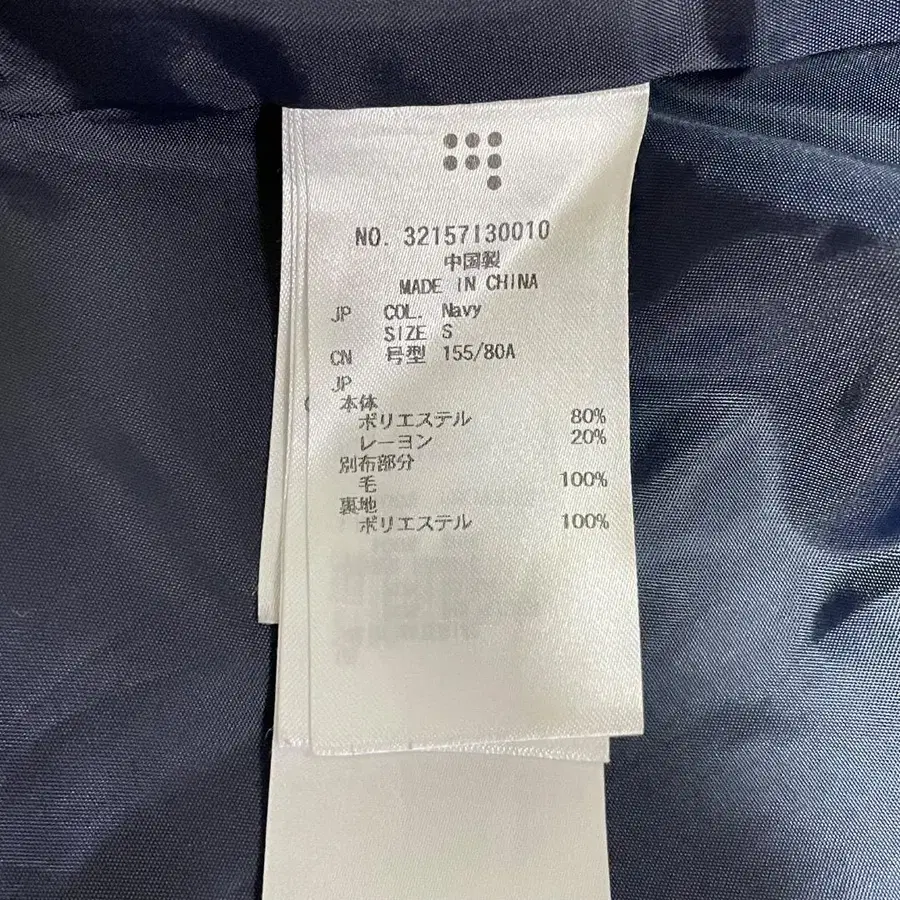 NO. 32157130010
中国製
MADE IN CHINA
JP COL. Navy
SIZE S
CN 号型 155/80A
JP
本体
ポリエステル 80%
レーヨン 20%
別布部分
毛 100%
裏地
ポリエステル 100%